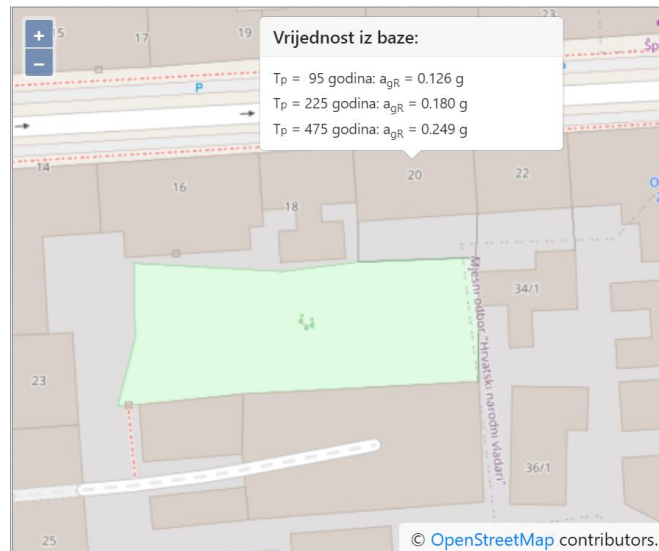 +
−
15
17
19
23
Vrijednost iz baze:
Tp = 95 godina: agR = 0.126 g
Tp = 225 godina: agR = 0.180 g
Tp = 475 godina: agR = 0.249 g
P
14
16
18
20
22
34/1
Mjesni odbor "Hrvatski narodni vladari"
23
36/1
25
© OpenStreetMap contributors.